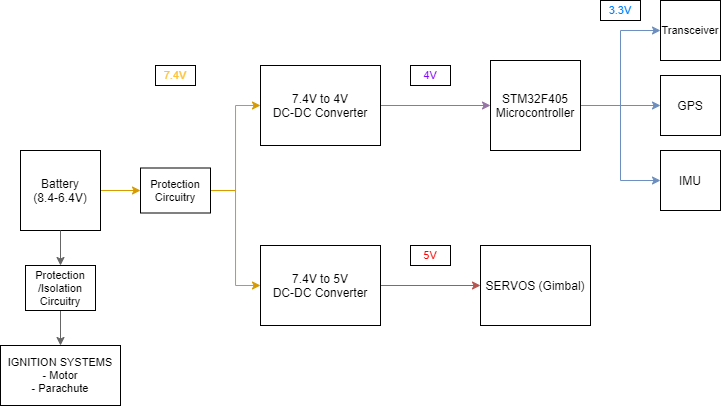 3.3V
Transceiver
7.4V
4V
7.4V to 4V
DC-DC Converter
STM32F405
Microcontroller
GPS
Battery
(8.4-6.4V)
Protection
Circuitry
IMU
5V
Protection
/Isolation
Circuitry
7.4V to 5V
DC-DC Converter
SERVOS (Gimbal)
IGNITION SYSTEMS
- Motor
- Parachute